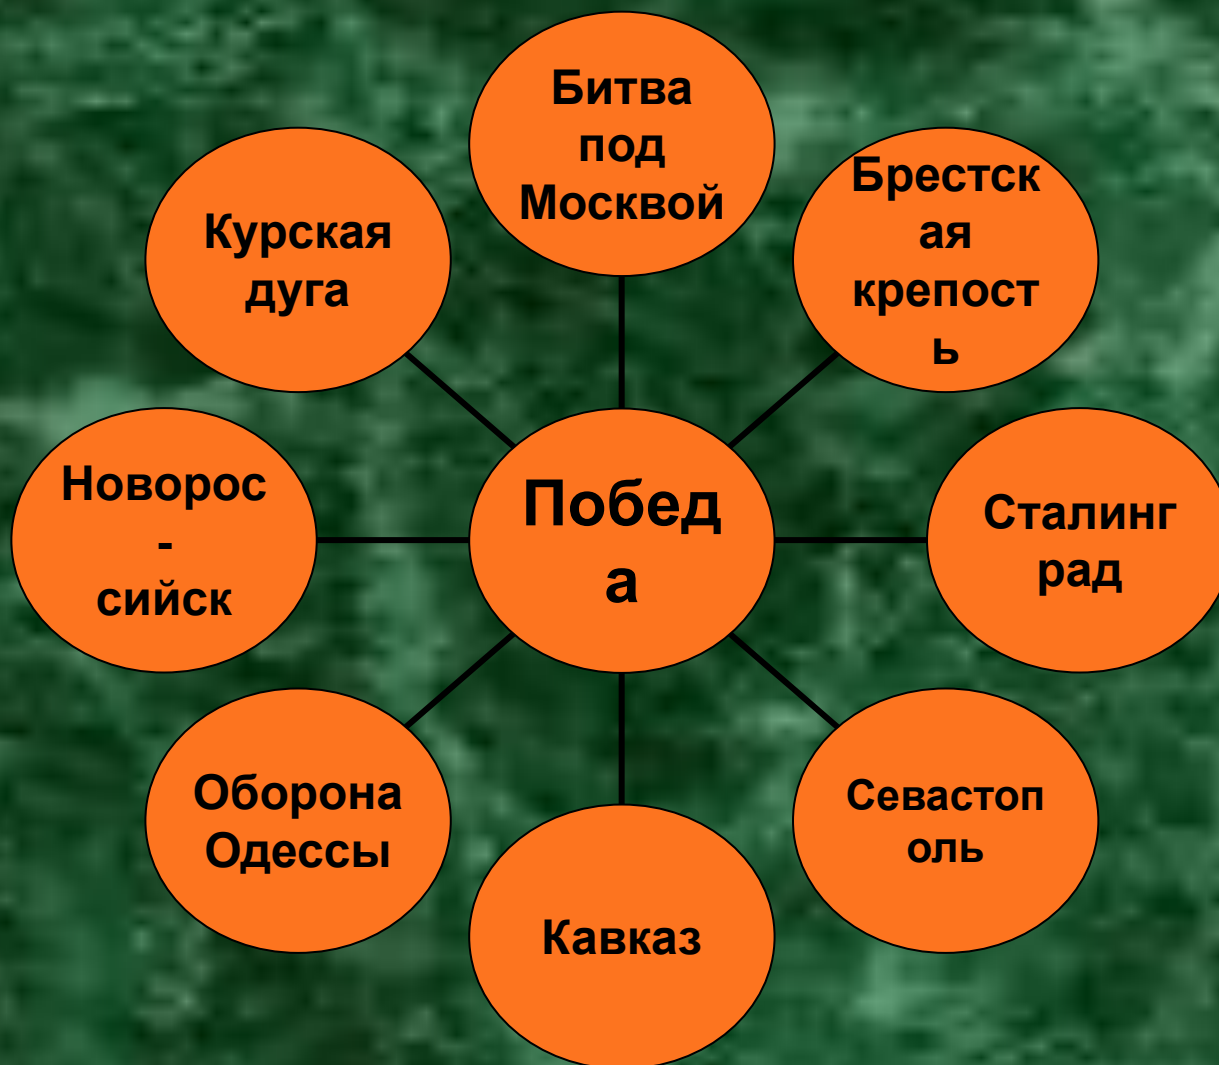 Битва
под
Москвой
Брестск
ая
крепост
ь
Сталинг
рад
Севастоп
оль
Кавказ
Оборона
Одессы
Новорос
-
сийск
Курская
дуга
Побед
а